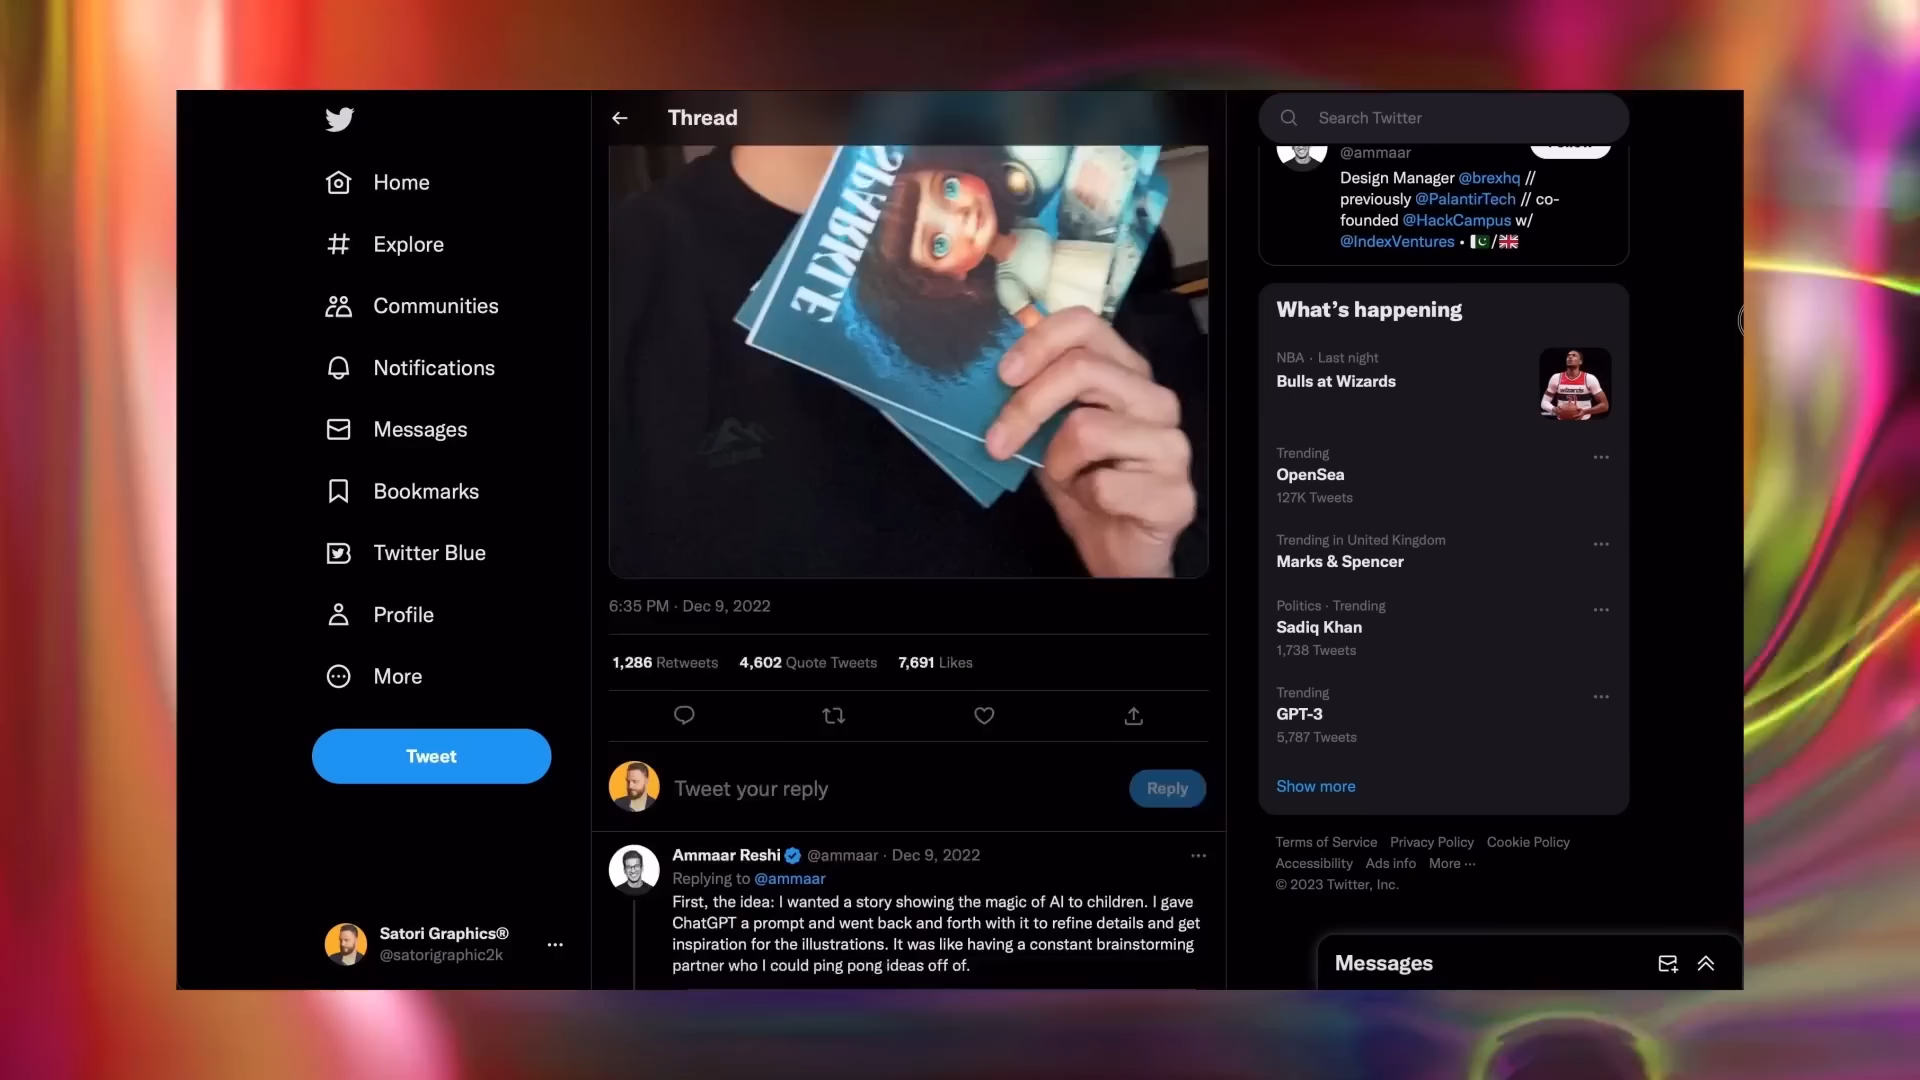 Home
Explore
Communities
Notifications
Messages
Bookmarks
Twitter Blue
Profile
More
Tweet
Satori Graphics®
@satorigraphic2k
Thread
SPARKLE
6:35 PM · Dec 9, 2022
1,286 Retweets 4,602 Quote Tweets 7,691 Likes
Tweet your reply
Reply
Ammaar Reshi @ammaar · Dec 9, 2022
Replying to @ammaar
First, the idea: I wanted a story showing the magic of AI to children. I gave
ChatGPT a prompt and went back and forth with it to refine details and get
inspiration for the illustrations. It was like having a constant brainstorming
partner who I could ping pong ideas off of.
Search Twitter
@ammaar
Design Manager @brexhq //
previously @PalantirTech // co-
founded @HackCampus w/
@IndexVentures • 🇵🇰/🇬🇧
What's happening
NBA · Last night
Bulls at Wizards
Trending
OpenSea
127K Tweets
Trending in United Kingdom
Marks & Spencer
Politics · Trending
Sadiq Khan
1,738 Tweets
Trending
GPT-3
5,787 Tweets
Show more
Terms of Service Privacy Policy Cookie Policy
Accessibility Ads info More ···
© 2023 Twitter, Inc.
Messages